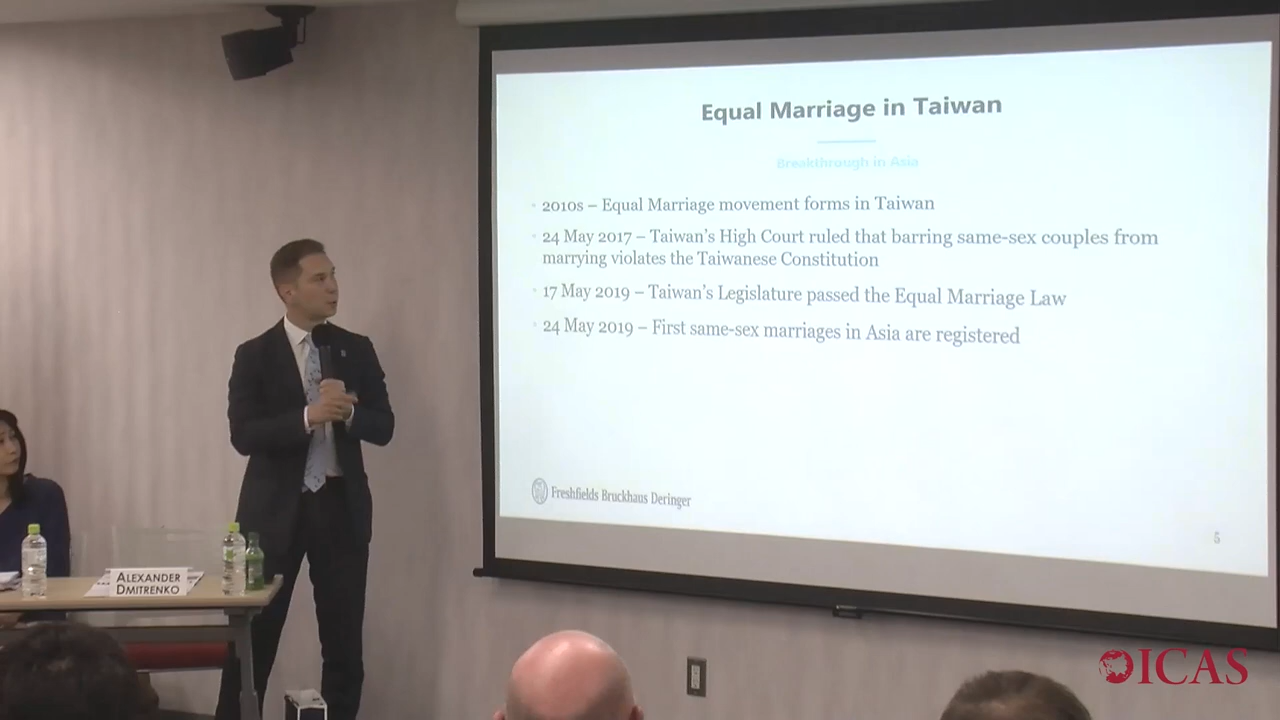 Equal Marriage in Taiwan
Breakthrough in Asia
2010s – Equal Marriage movement forms in Taiwan
24 May 2017 – Taiwan's High Court ruled that barring same-sex couples from
marrying violates the Taiwanese Constitution
17 May 2019 – Taiwan's Legislature passed the Equal Marriage Law
24 May 2019 – First same-sex marriages in Asia are registered
Freshfields Bruckhaus Deringer
5
ALEXANDER
DMITRENKO
ICAS